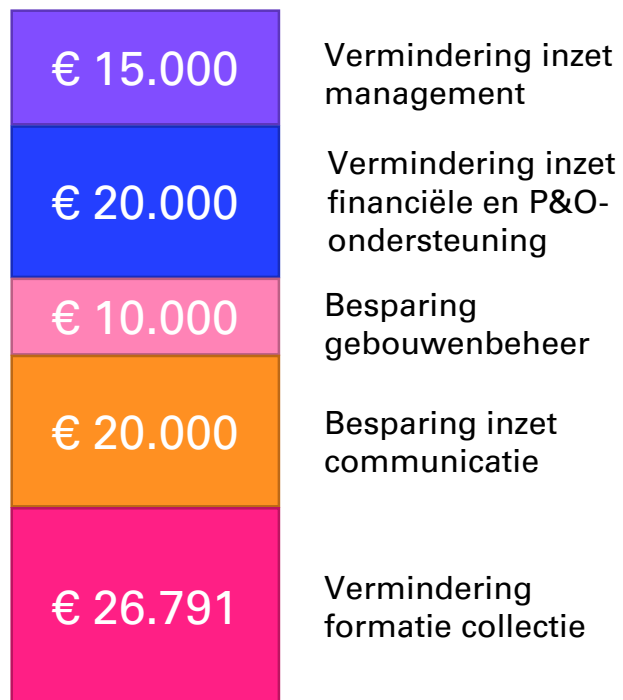 € 15.000
Vermindering inzet
management
€ 20.000
Vermindering inzet
financiële en P&O-
ondersteuning
€ 10.000
Besparing
gebouwenbeheer
€ 20.000
Besparing inzet
communicatie
€ 26.791
Vermindering
formatie collectie